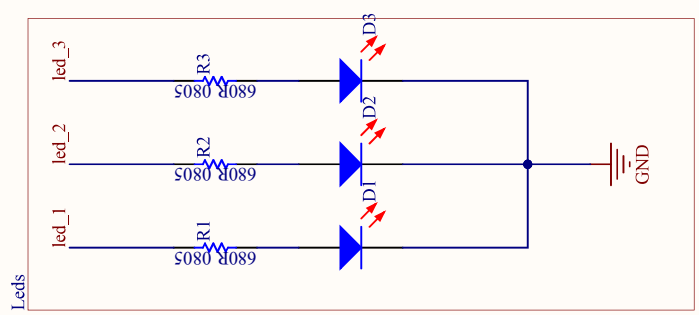 led_3
R3
680R 0805
D3
led_2
R2
680R 0805
D2
GND
led_1
R1
680R 0805
D1
Leds